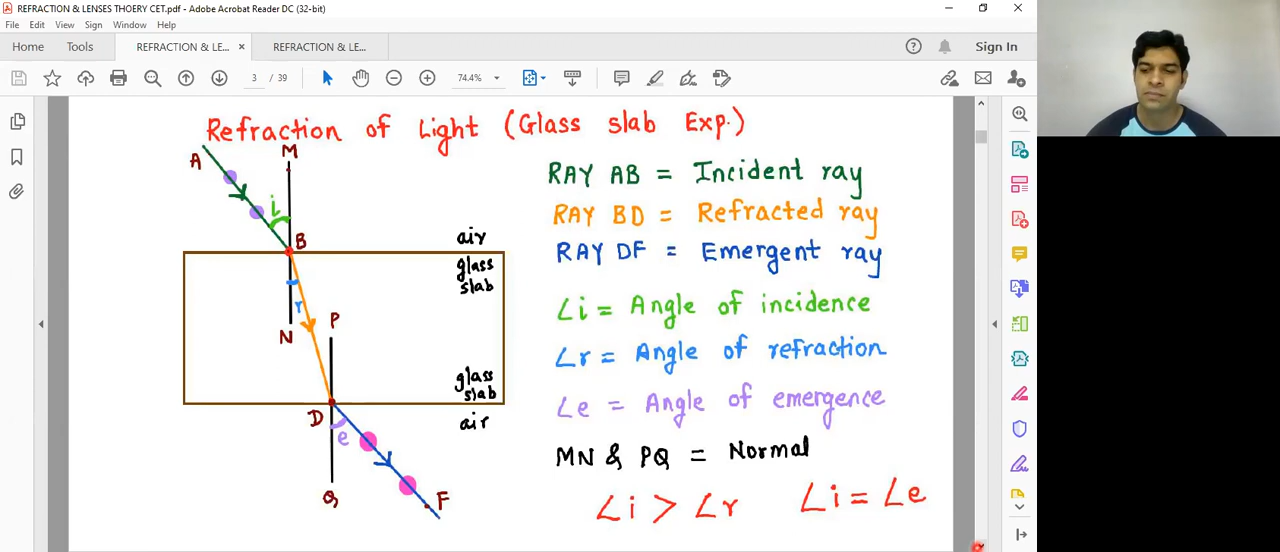 REFRACTION & LENSES THOERY CET.pdf - Adobe Acrobat Reader DC (32-bit)
File Edit View Sign Window Help
Home Tools REFRACTION & LE... × REFRACTION & LE... Sign In
3 / 39 74.4%
Refraction of Light (Glass slab Exp.)
A
M
i
B
air
glass
slab
r
N
P
glass
slab
D
air
e
Q
F
RAY AB = Incident ray
RAY BD = Refracted ray
RAY DF = Emergent ray
∠i = Angle of incidence
∠r = Angle of refraction
∠e = Angle of emergence
MN & PQ = Normal
∠i > ∠r ∠i = ∠e